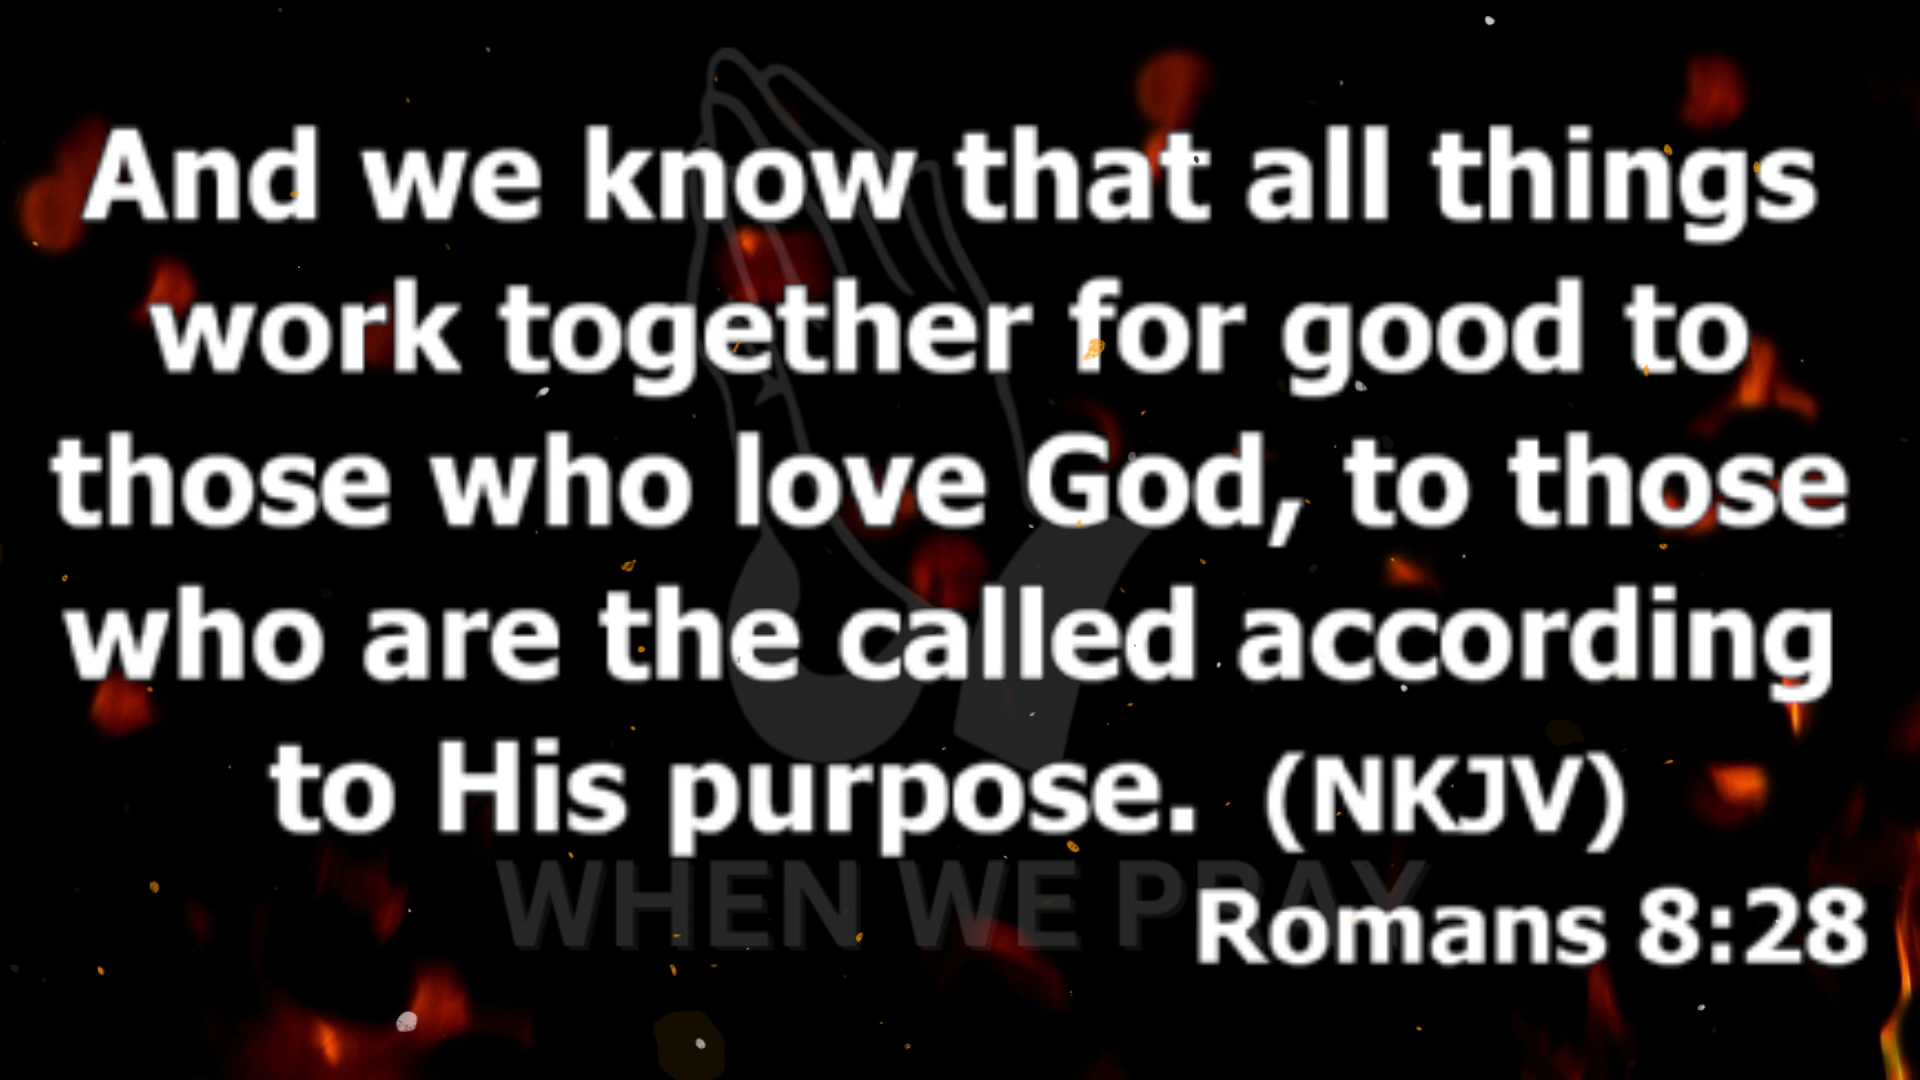 And we know that all things
work together for good to
those who love God, to those
who are the called according
to His purpose. (NKJV)
WHEN WE PRAY
Romans 8:28